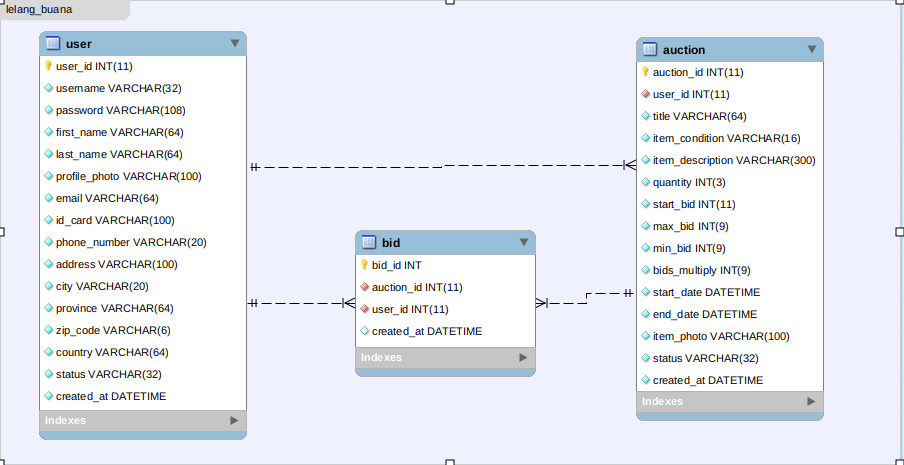 lelang_buana
user
user_id INT(11)
username VARCHAR(32)
password VARCHAR(108)
first_name VARCHAR(64)
last_name VARCHAR(64)
profile_photo VARCHAR(100)
email VARCHAR(64)
id_card VARCHAR(100)
phone_number VARCHAR(20)
address VARCHAR(100)
city VARCHAR(20)
province VARCHAR(64)
zip_code VARCHAR(6)
country VARCHAR(64)
status VARCHAR(32)
created_at DATETIME
Indexes
bid
bid_id INT
auction_id INT(11)
user_id INT(11)
created_at DATETIME
Indexes
auction
auction_id INT(11)
user_id INT(11)
title VARCHAR(64)
item_condition VARCHAR(16)
item_description VARCHAR(300)
quantity INT(3)
start_bid INT(11)
max_bid INT(9)
min_bid INT(9)
bids_multiply INT(9)
start_date DATETIME
end_date DATETIME
item_photo VARCHAR(100)
status VARCHAR(32)
created_at DATETIME
Indexes